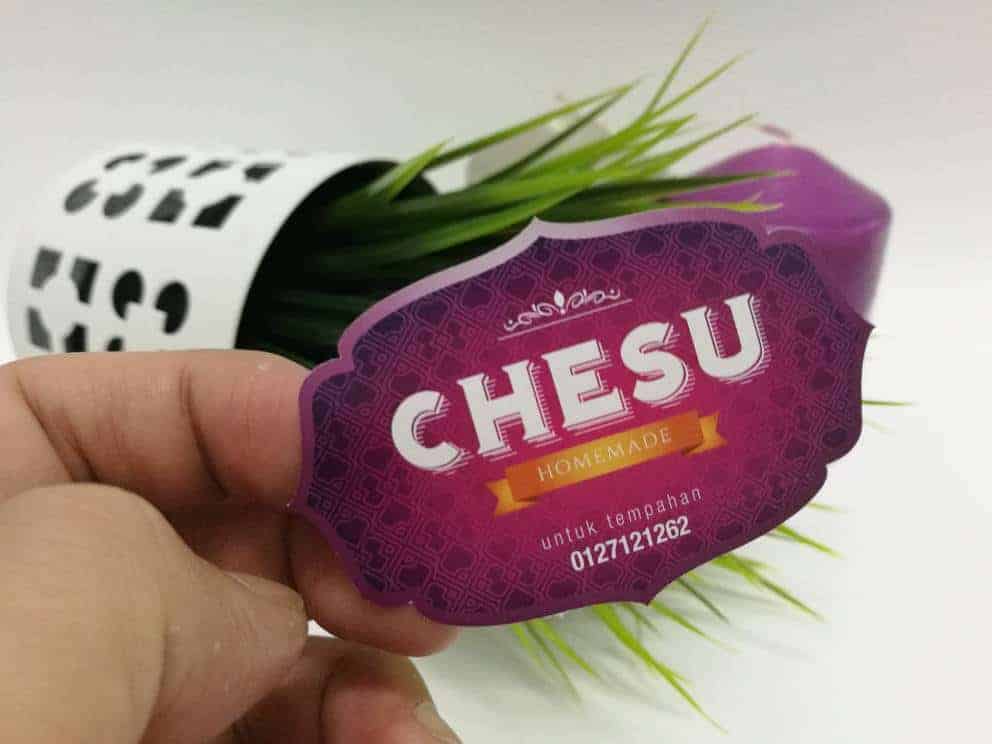 CHESU
HOMEMADE
untuk tempahan
0127121262